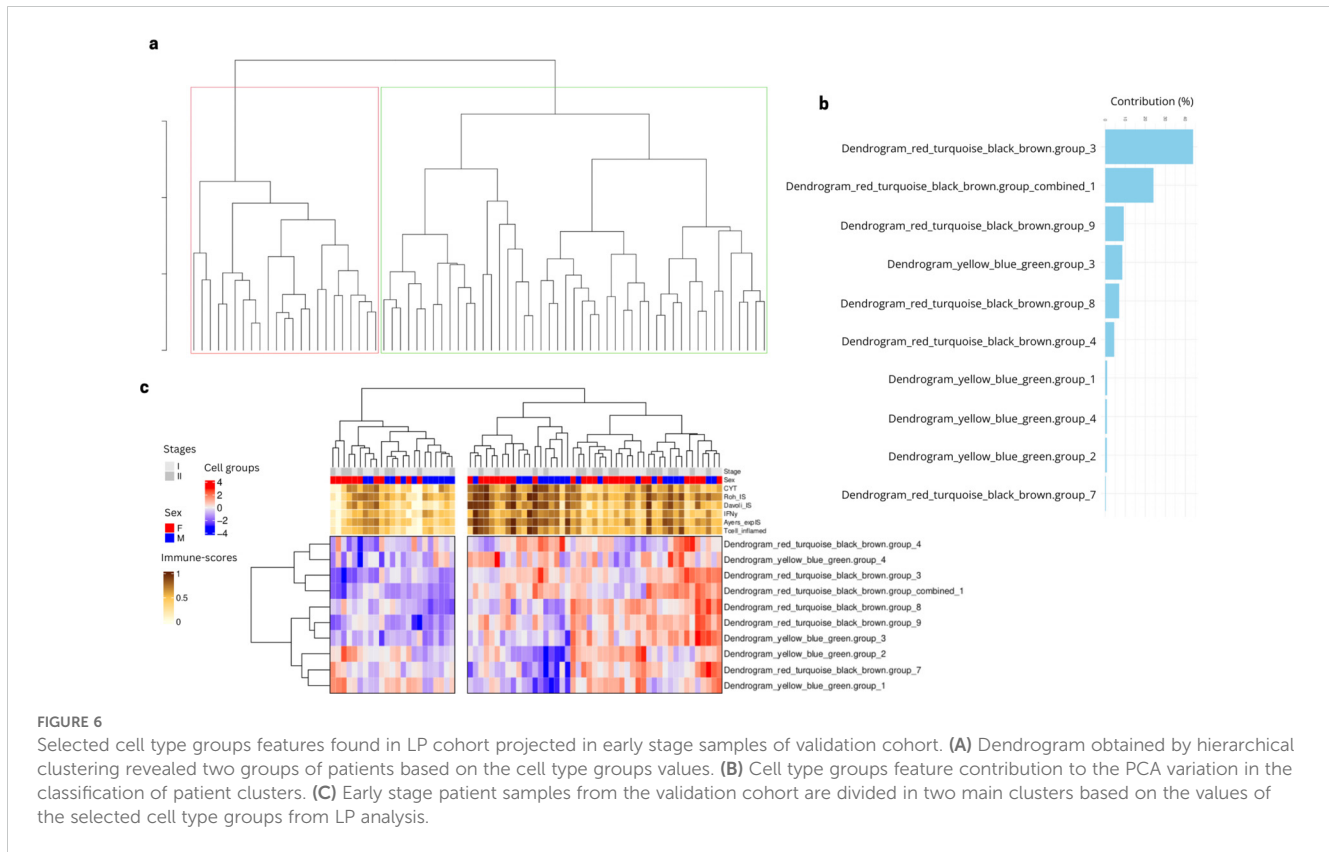 a
b
Contribution (%)
Dendrogram_red_turquoise_black_brown.group_3
Dendrogram_red_turquoise_black_brown.group_combined_1
Dendrogram_red_turquoise_black_brown.group_9
Dendrogram_yellow_blue_green.group_3
Dendrogram_red_turquoise_black_brown.group_8
Dendrogram_red_turquoise_black_brown.group_4
Dendrogram_yellow_blue_green.group_1
Dendrogram_yellow_blue_green.group_4
Dendrogram_yellow_blue_green.group_2
Dendrogram_red_turquoise_black_brown.group_7
c
Stages
I
II
Cell groups
4
2
0
−2
−4
Sex
F
M
Immune-scores
1
0.5
0
Stage
Sex
CYT
Roh_IS
Davoli_IS
IFNy
Ayers_expIS
Tcell_inflamed
Dendrogram_red_turquoise_black_brown.group_4
Dendrogram_yellow_blue_green.group_4
Dendrogram_red_turquoise_black_brown.group_3
Dendrogram_red_turquoise_black_brown.group_combined_1
Dendrogram_red_turquoise_black_brown.group_8
Dendrogram_red_turquoise_black_brown.group_9
Dendrogram_yellow_blue_green.group_3
Dendrogram_yellow_blue_green.group_2
Dendrogram_red_turquoise_black_brown.group_7
Dendrogram_yellow_blue_green.group_1
FIGURE 6
Selected cell type groups features found in LP cohort projected in early stage samples of validation cohort. (A) Dendrogram obtained by hierarchical
clustering revealed two groups of patients based on the cell type groups values. (B) Cell type groups feature contribution to the PCA variation in the
classification of patient clusters. (C) Early stage patient samples from the validation cohort are divided in two main clusters based on the values of
the selected cell type groups from LP analysis.